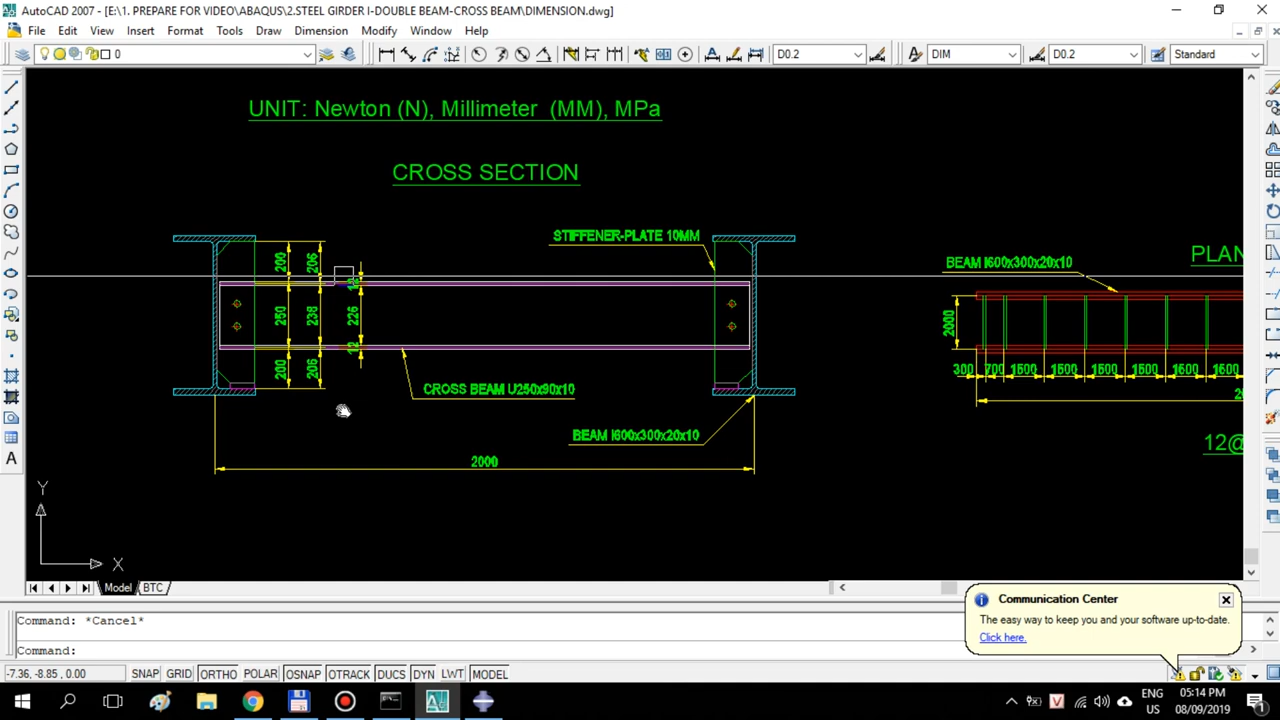 AutoCAD 2007 - [E:\1. PREPARE FOR VIDEO\ABAQUS\2.STEEL GIRDER I-DOUBLE BEAM-CROSS BEAM\DIMENSION.dwg]
File Edit View Insert Format Tools Draw Dimension Modify Window Help
0 D0.2 DIM D0.2 Standard
UNIT: Newton (N), Millimeter (MM), MPa
CROSS SECTION
STIFFENER-PLATE 10MM
200 206
12
250 238 226
12
200 206
CROSS BEAM U250x90x10
BEAM I600x300x20x10
2000
PLAN
BEAM I600x300x20x10
2000
300 700 1500 1500 1500 1500 1500
2
12@
Y
X
Model BTC
Communication Center
The easy way to keep you and your software up-to-date.
Click here.
Command: *Cancel*
Command:
-7.36, -8.85, 0.00 SNAP GRID ORTHO POLAR OSNAP OTRACK DUCS DYN LWT MODEL
ENG 05:14 PM
US 08/09/2019